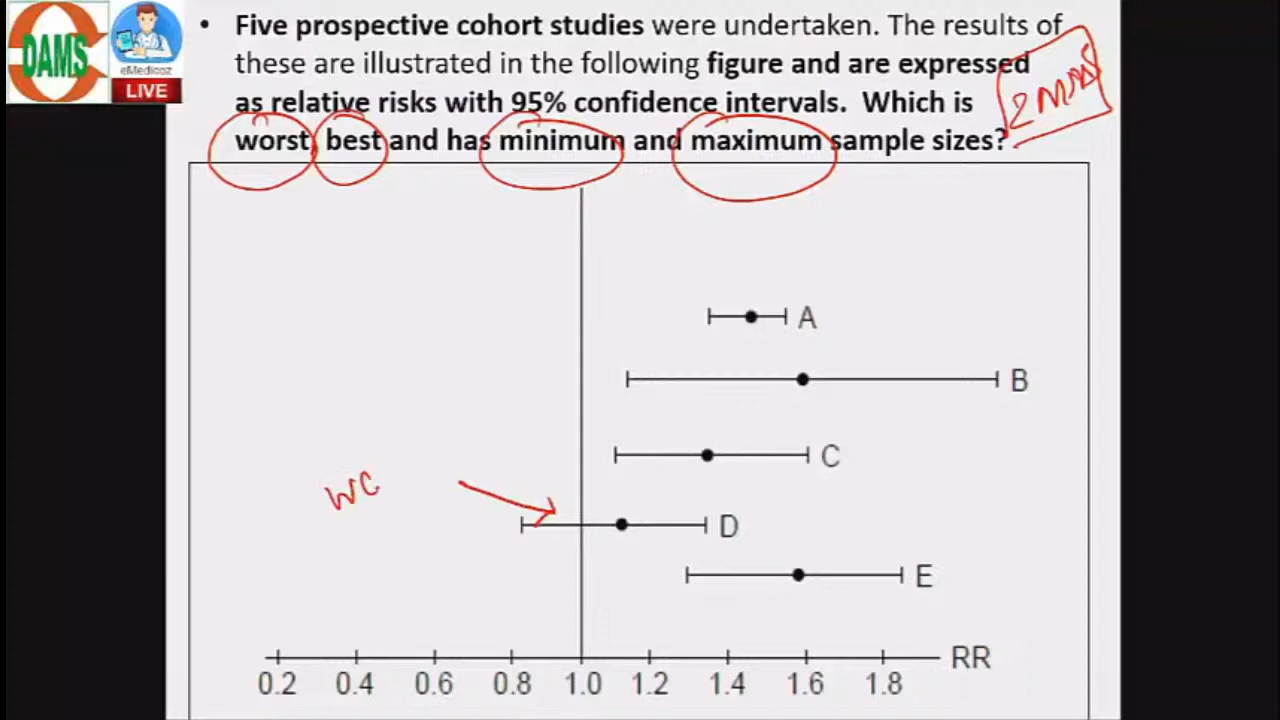 DAMS
eMedicoz
LIVE
• Five prospective cohort studies were undertaken. The results of
these are illustrated in the following figure and are expressed
as relative risks with 95% confidence intervals. Which is
worst, best and has minimum and maximum sample sizes?
A
B
C
D
E
RR
0.2 0.4 0.6 0.8 1.0 1.2 1.4 1.6 1.8